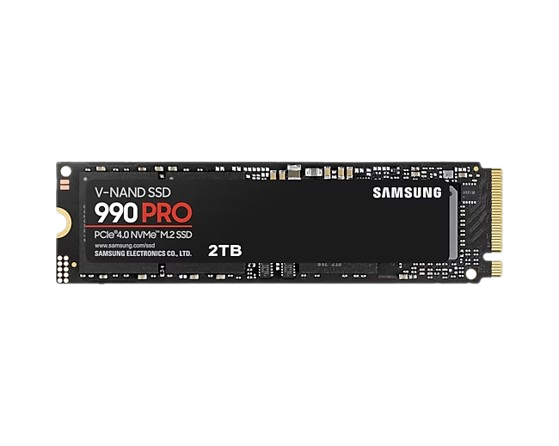 V-NAND SSD
SAMSUNG
990 PRO
PCIe® 4.0 NVMe™ M.2 SSD
www.samsung.com/ssd
2TB
SAMSUNG ELECTRONICS CO., LTD.